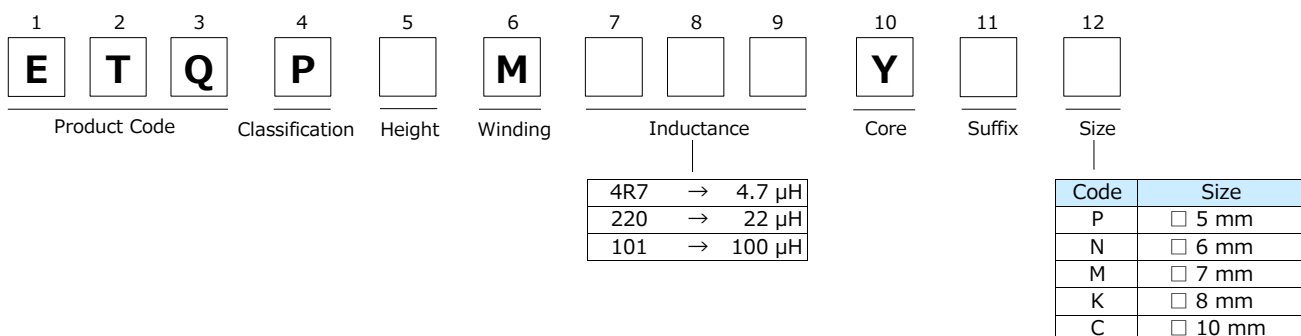 1 2 3 4 5 6 7 8 9 10 11 12
E T Q P M Y
Product Code Classification Height Winding Inductance Core Suffix Size
4R7 → 4.7 μH
220 → 22 μH
101 → 100 μH
Code Size
P □ 5 mm
N □ 6 mm
M □ 7 mm
K □ 8 mm
C □ 10 mm